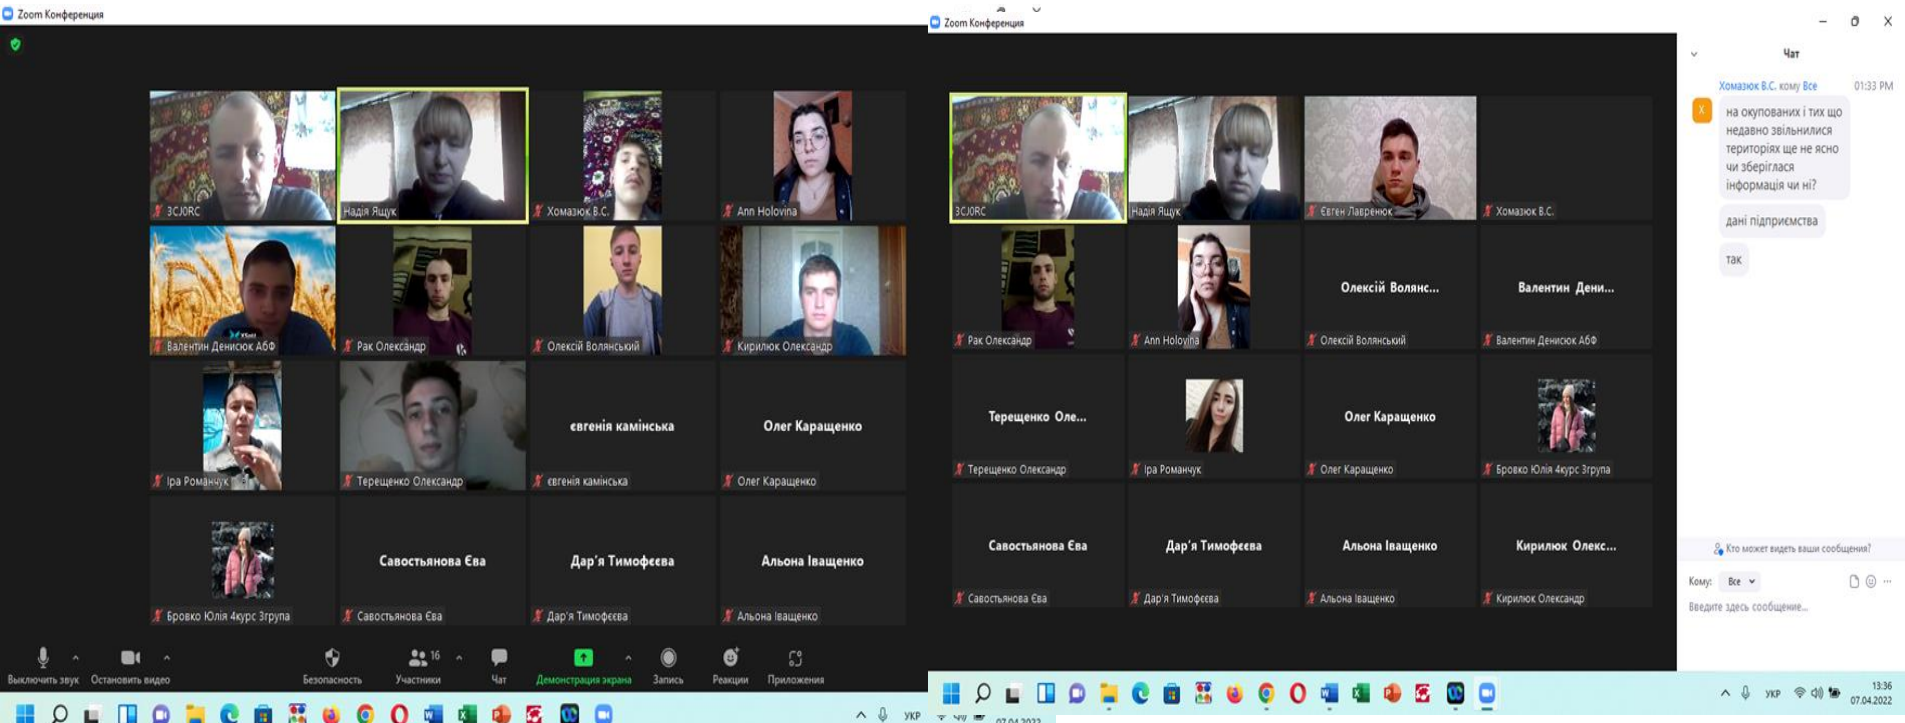 Zoom Конференция
3CJ0RC
Надія Ящук
Хомазюк В.С.
Ann Holovina
Валентин Денисюк АбФ
Рак Олександр
Олексій Волянський
Кирилюк Олександр
Іра Романчук
Терещенко Олександр
євгенія камінська
євгенія камінська
Олег Каращенко
Олег Каращенко
Бровко Юлія 4курс 3група
Савостьянова Єва
Савостьянова Єва
Дар'я Тимофєєва
Дар'я Тимофєєва
Альона Іващенко
Альона Іващенко
Выключить звук
Остановить видео
Безопасность
16
Участники
Чат
Демонстрация экрана
Запись
Реакции
Приложения
УКР
07.04.2022
Zoom Конференция
3CJ0RC
Надія Ящук
Євген Лавренюк
Хомазюк В.С.
Рак Олександр
Ann Holovina
Олексій Волянс...
Олексій Волянський
Валентин Дени...
Валентин Денисюк АбФ
Терещенко Оле...
Терещенко Олександр
Іра Романчук
Олег Каращенко
Олег Каращенко
Бровко Юлія 4курс 3група
Савостьянова Єва
Савостьянова Єва
Дар'я Тимофєєва
Дар'я Тимофєєва
Альона Іващенко
Альона Іващенко
Кирилюк Олекс...
Кирилюк Олександр
Чат
Хомазюк В.С. кому Все 01:33 PM
X
на окупованих і тих що
недавно звільнилися
територіях ще не ясно
чи зберіглася
інформація чи ні?
дані підприємства
так
Кто может видеть ваши сообщения?
Кому: Все
Введите здесь сообщение...
УКР
13:36
07.04.2022